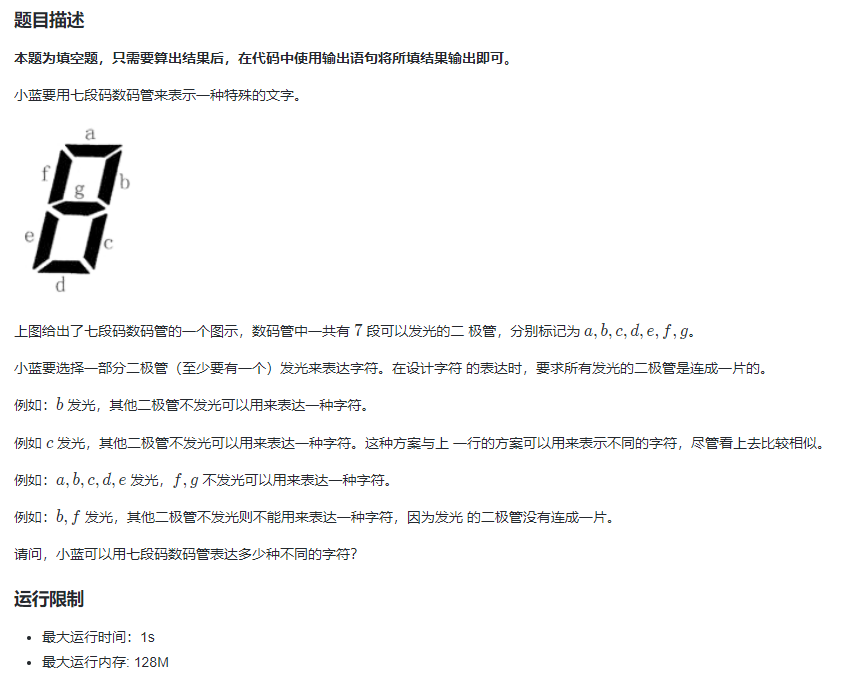 题目描述
本题为填空题，只需要算出结果后，在代码中使用输出语句将所填结果输出即可。
小蓝要用七段码数码管来表示一种特殊的文字。
a
f
b
g
e
c
d
上图给出了七段码数码管的一个图示，数码管中一共有 7 段可以发光的二 极管，分别标记为 a, b, c, d, e, f, g。
小蓝要选择一部分二极管（至少要有一个）发光来表达字符。在设计字符 的表达时，要求所有发光的二极管是连成一片的。
例如：b 发光，其他二极管不发光可以用来表达一种字符。
例如 c 发光，其他二极管不发光可以用来表达一种字符。这种方案与上 一行的方案可以用来表示不同的字符，尽管看上去比较相似。
例如：a, b, c, d, e 发光，f, g 不发光可以用来表达一种字符。
例如：b, f 发光，其他二极管不发光则不能用来表达一种字符，因为发光 的二极管没有连成一片。
请问，小蓝可以用七段码数码管表达多少种不同的字符？
运行限制
• 最大运行时间：1s
• 最大运行内存: 128M